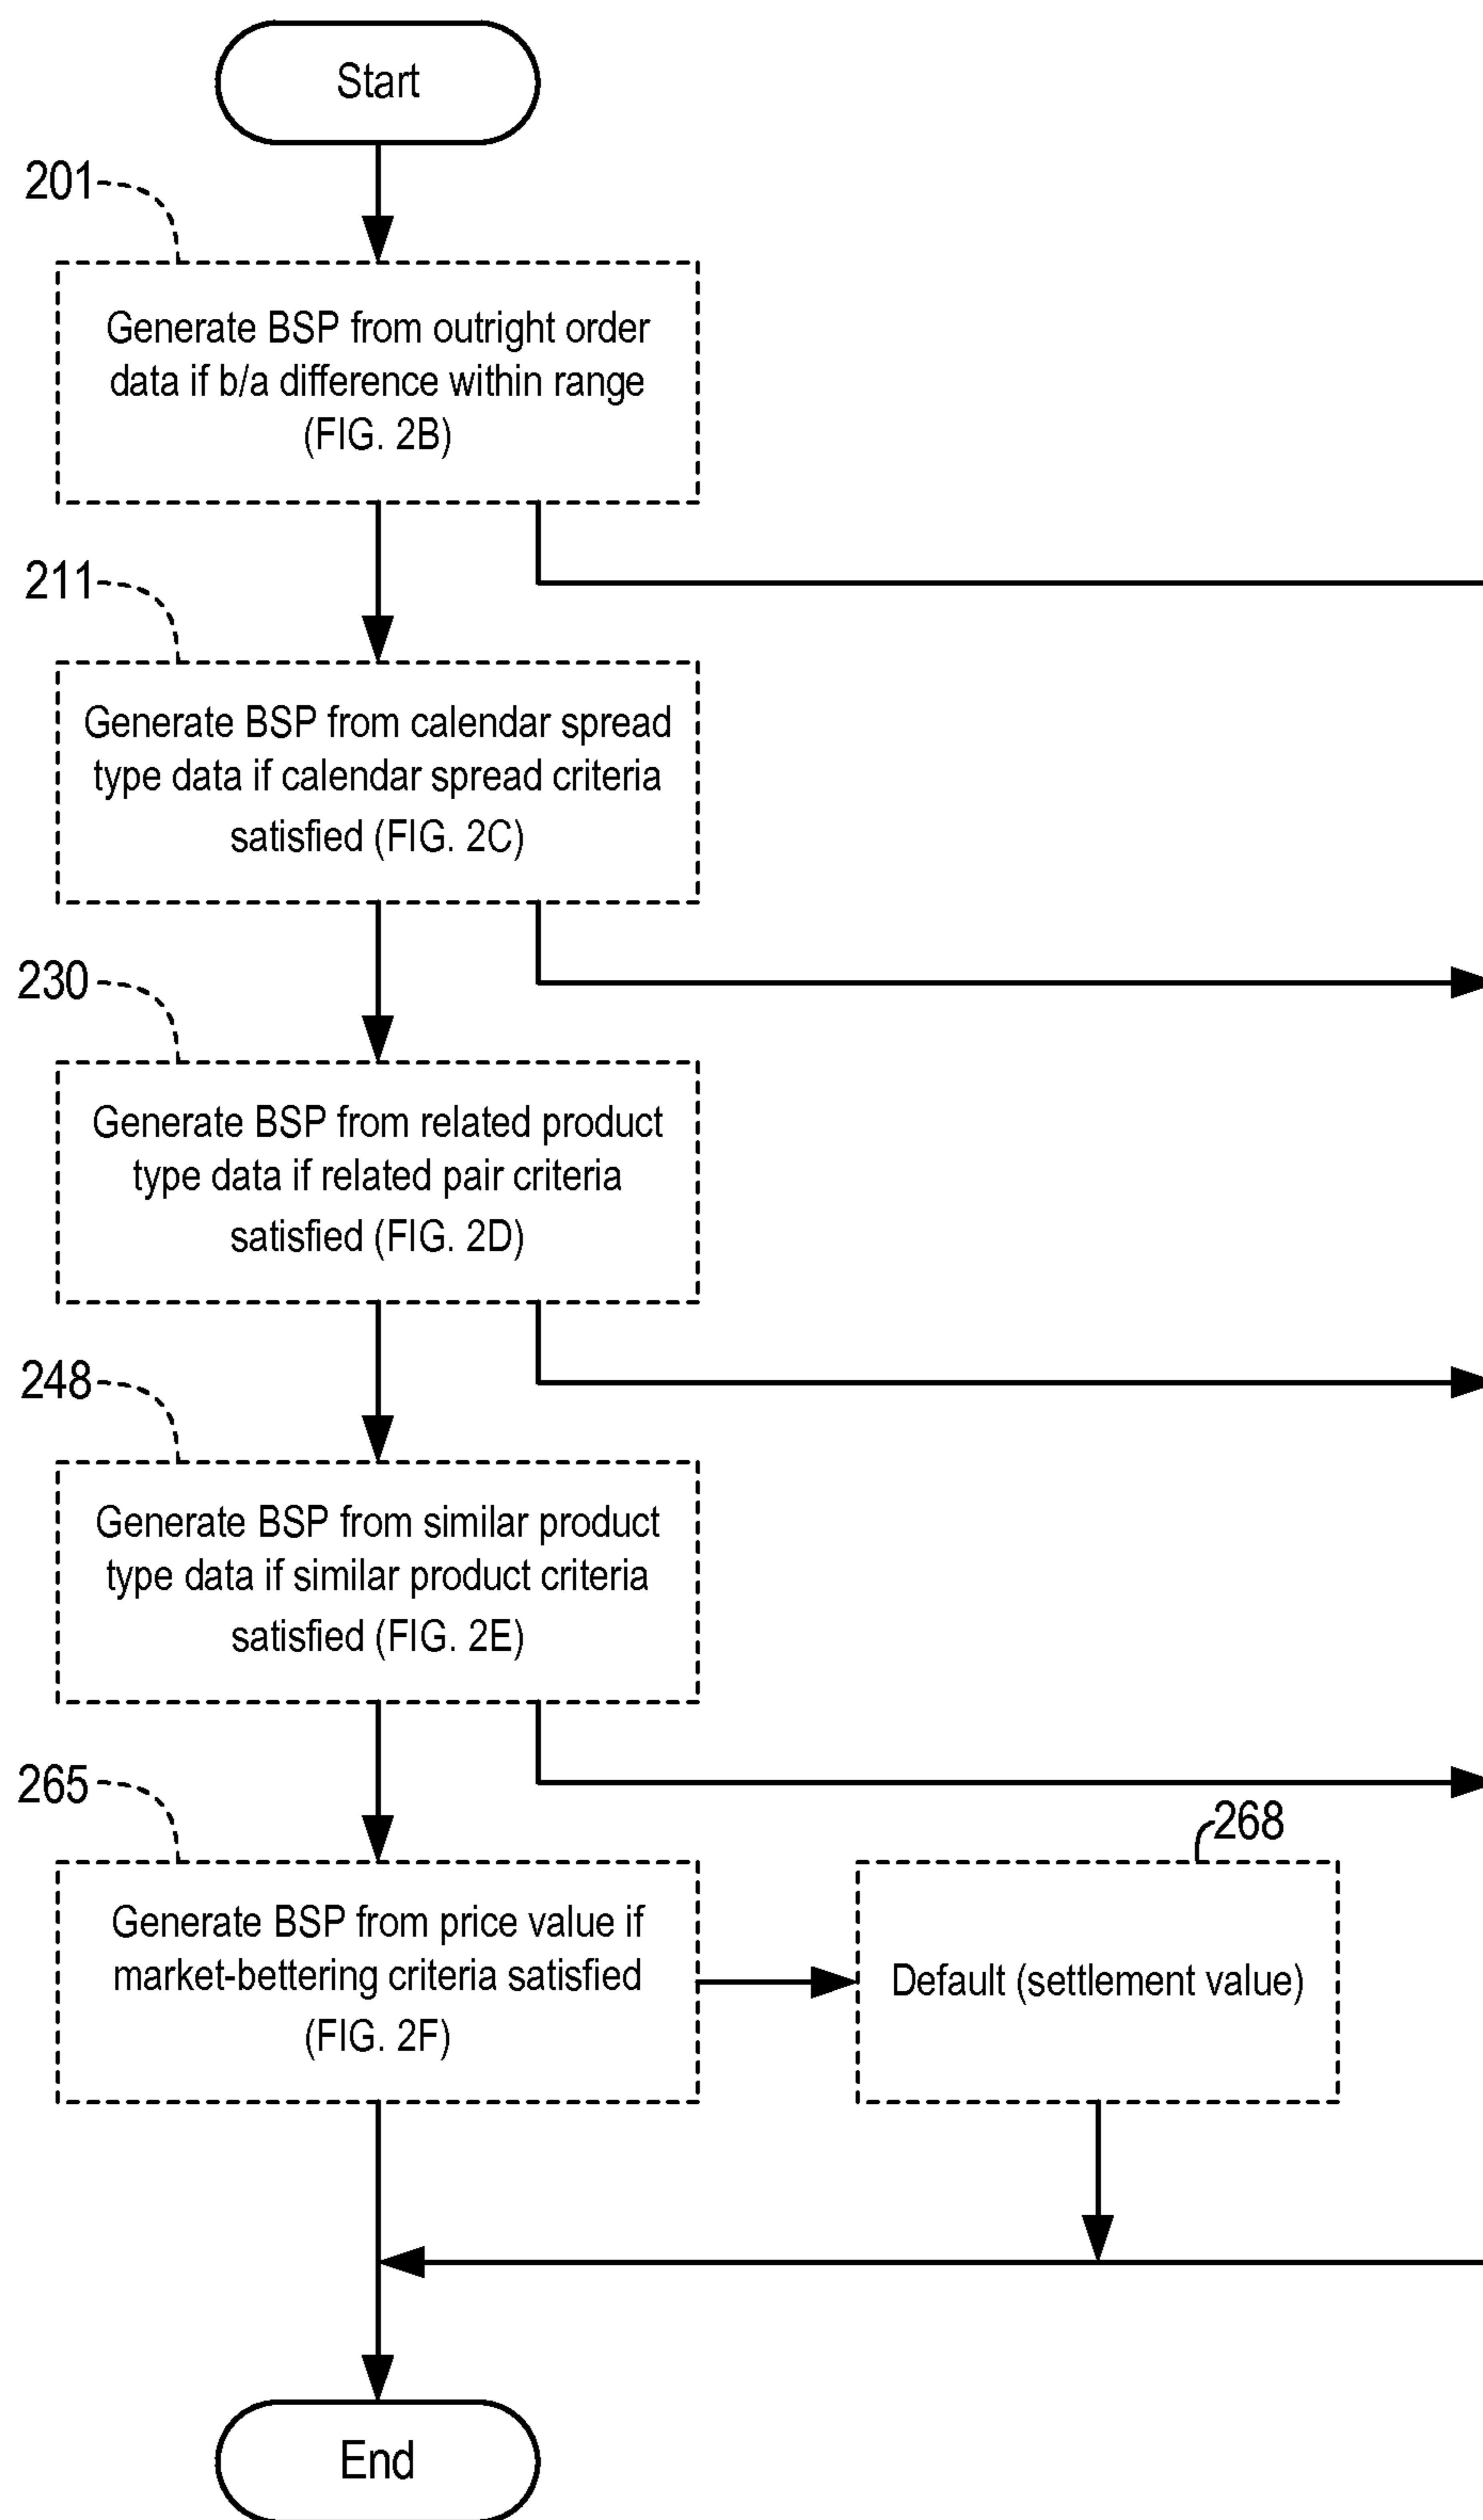 Start
201
Generate BSP from outright order
data if b/a difference within range
(FIG. 2B)
211
Generate BSP from calendar spread
type data if calendar spread criteria
satisfied (FIG. 2C)
230
Generate BSP from related product
type data if related pair criteria
satisfied (FIG. 2D)
248
Generate BSP from similar product
type data if similar product criteria
satisfied (FIG. 2E)
265
268
Generate BSP from price value if
market-bettering criteria satisfied
(FIG. 2F)
Default (settlement value)
End